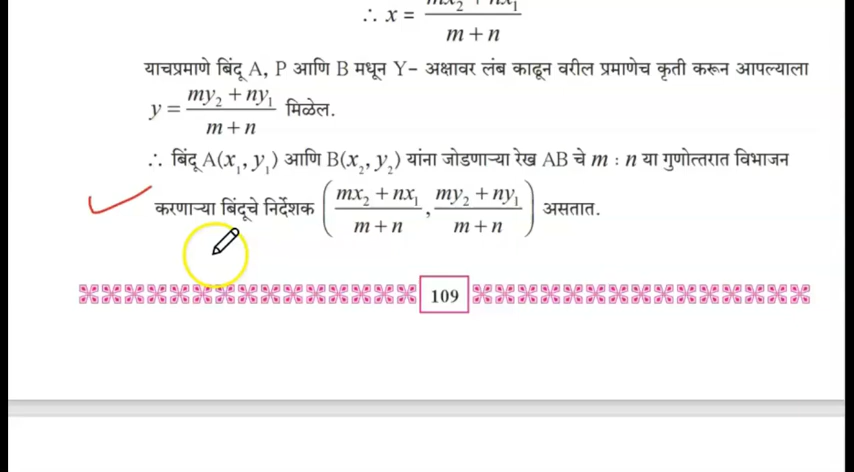 ∴ x = mx₂ + nx₁ / m + n
याचप्रमाणे बिंदू A, P आणि B मधून Y- अक्षावर लंब काढून वरील प्रमाणेच कृती करून आपल्याला
y = my₂ + ny₁ / m + n मिळेल.
∴ बिंदू A(x₁, y₁) आणि B(x₂, y₂) यांना जोडणाऱ्या रेख AB चे m : n या गुणोत्तरात विभाजन
करणाऱ्या बिंदूचे निर्देशक (mx₂ + nx₁ / m + n, my₂ + ny₁ / m + n) असतात.
109